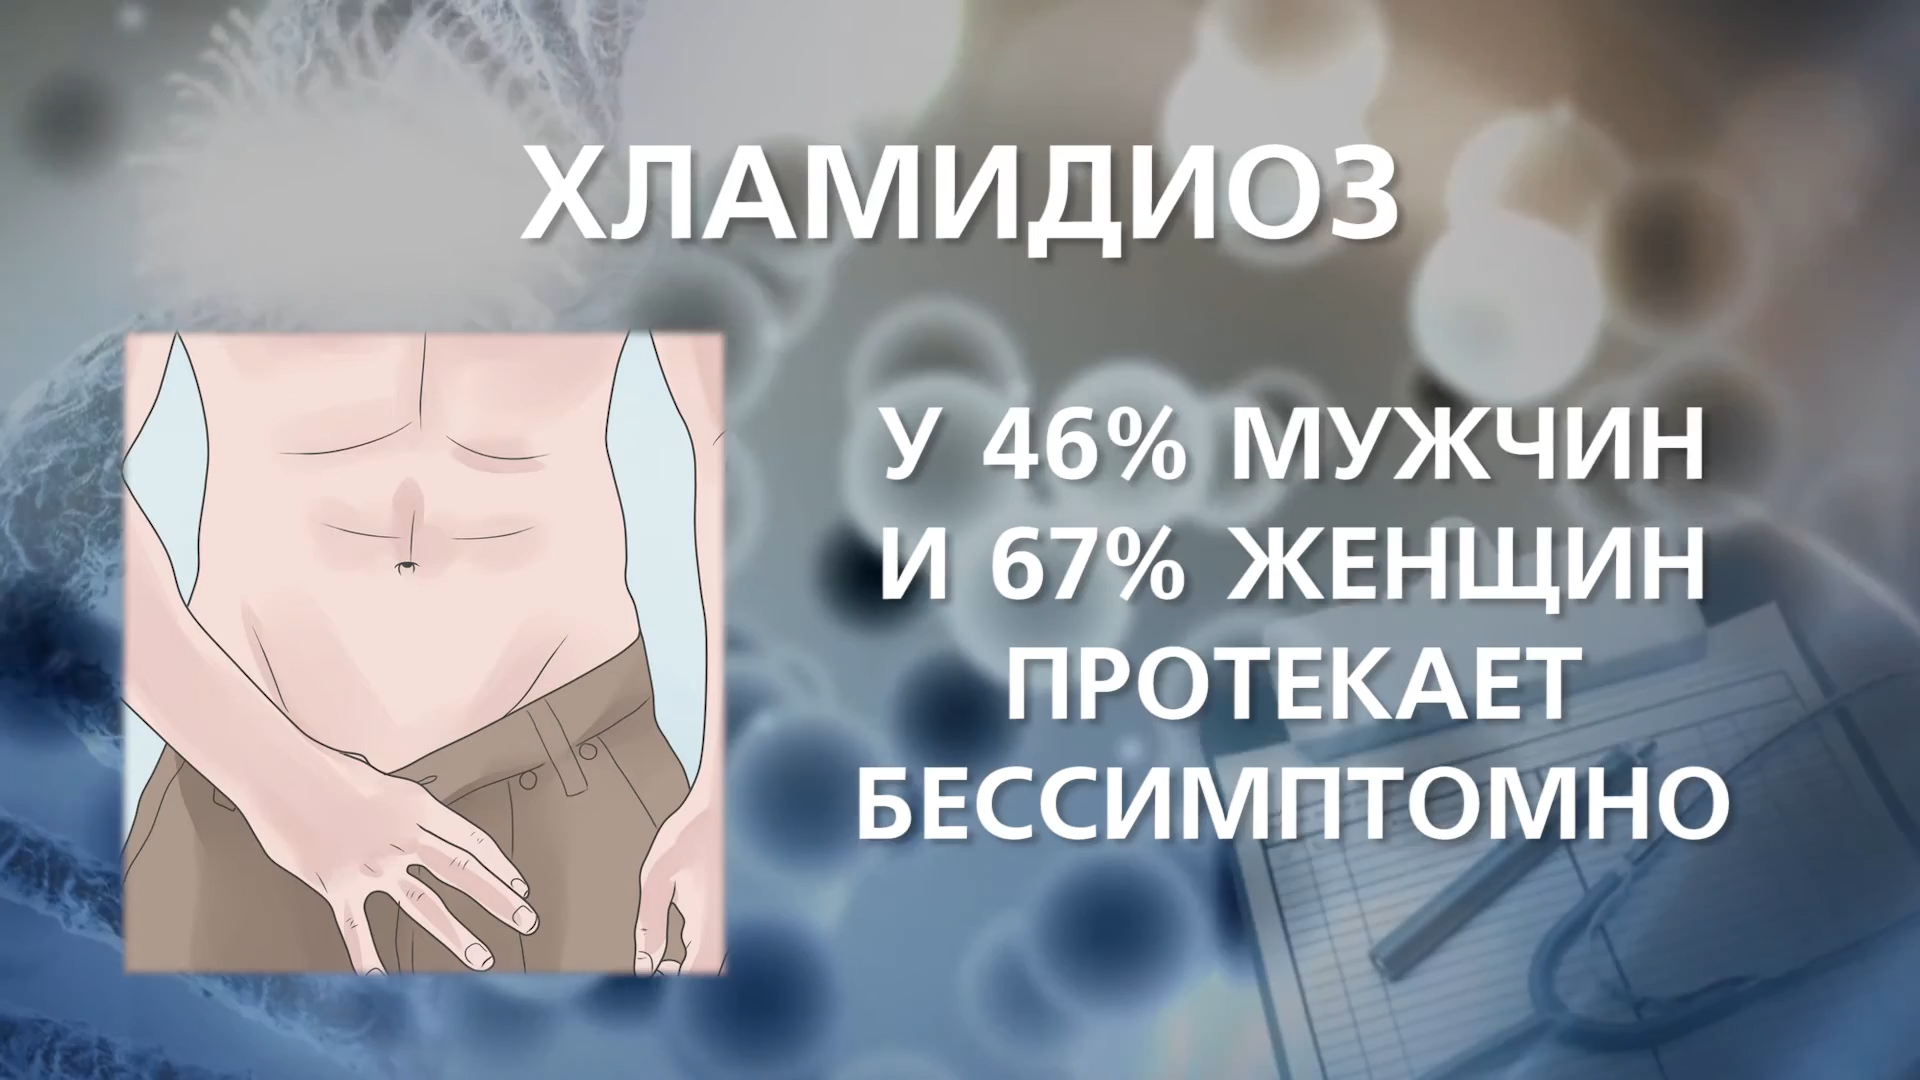 ХЛАМИДИОЗ
У 46% МУЖЧИН
И 67% ЖЕНЩИН
ПРОТЕКАЕТ
БЕССИМПТОМНО